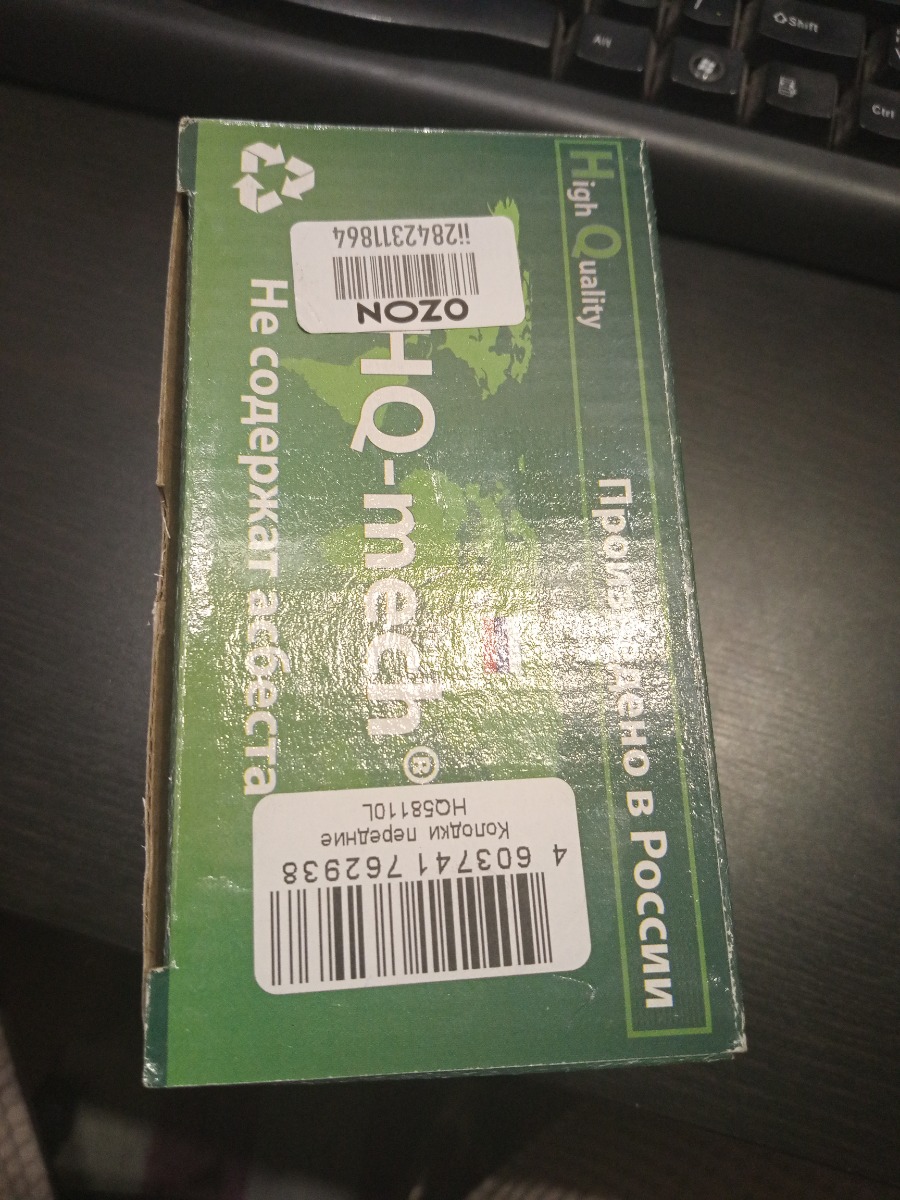 High Quality
Произведено в России
HQ-mech®
Не содержат асбеста
OZON
ii2842311864
Колодки передние
HQ58110L
4 603741 762938
Alt
Shift
Ctrl